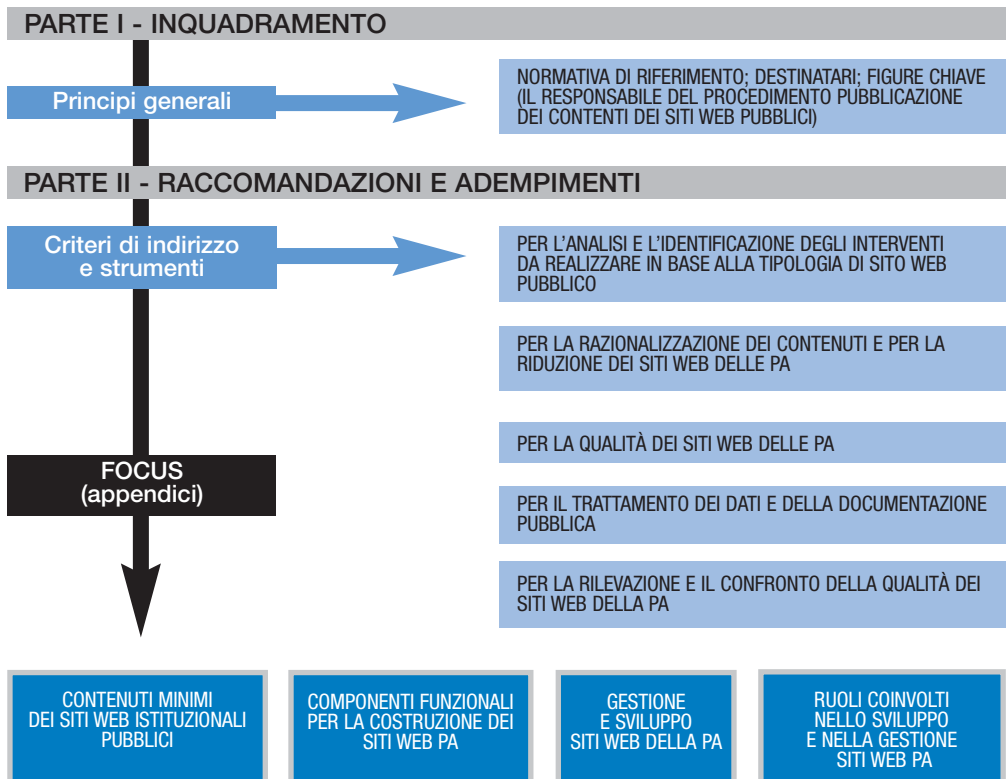 PARTE I - INQUADRAMENTO
Principi generali
NORMATIVA DI RIFERIMENTO; DESTINATARI; FIGURE CHIAVE
(IL RESPONSABILE DEL PROCEDIMENTO PUBBLICAZIONE
DEI CONTENTI DEI SITI WEB PUBBLICI)
PARTE II - RACCOMANDAZIONI E ADEMPIMENTI
Criteri di indirizzo
e strumenti
PER L'ANALISI E L'IDENTIFICAZIONE DEGLI INTERVENTI
DA REALIZZARE IN BASE ALLA TIPOLOGIA DI SITO WEB
PUBBLICO
PER LA RAZIONALIZZAZIONE DEI CONTENUTI E PER LA
RIDUZIONE DEI SITI WEB DELLE PA
PER LA QUALITÀ DEI SITI WEB DELLE PA
PER IL TRATTAMENTO DEI DATI E DELLA DOCUMENTAZIONE
PUBBLICA
PER LA RILEVAZIONE E IL CONFRONTO DELLA QUALITÀ DEI
SITI WEB DELLA PA
FOCUS
(appendici)
CONTENUTI MINIMI
DEI SITI WEB ISTITUZIONALI
PUBBLICI
COMPONENTI FUNZIONALI
PER LA COSTRUZIONE DEI
SITI WEB PA
GESTIONE
E SVILUPPO
SITI WEB DELLA PA
RUOLI COINVOLTI
NELLO SVILUPPO
E NELLA GESTIONE
SITI WEB PA